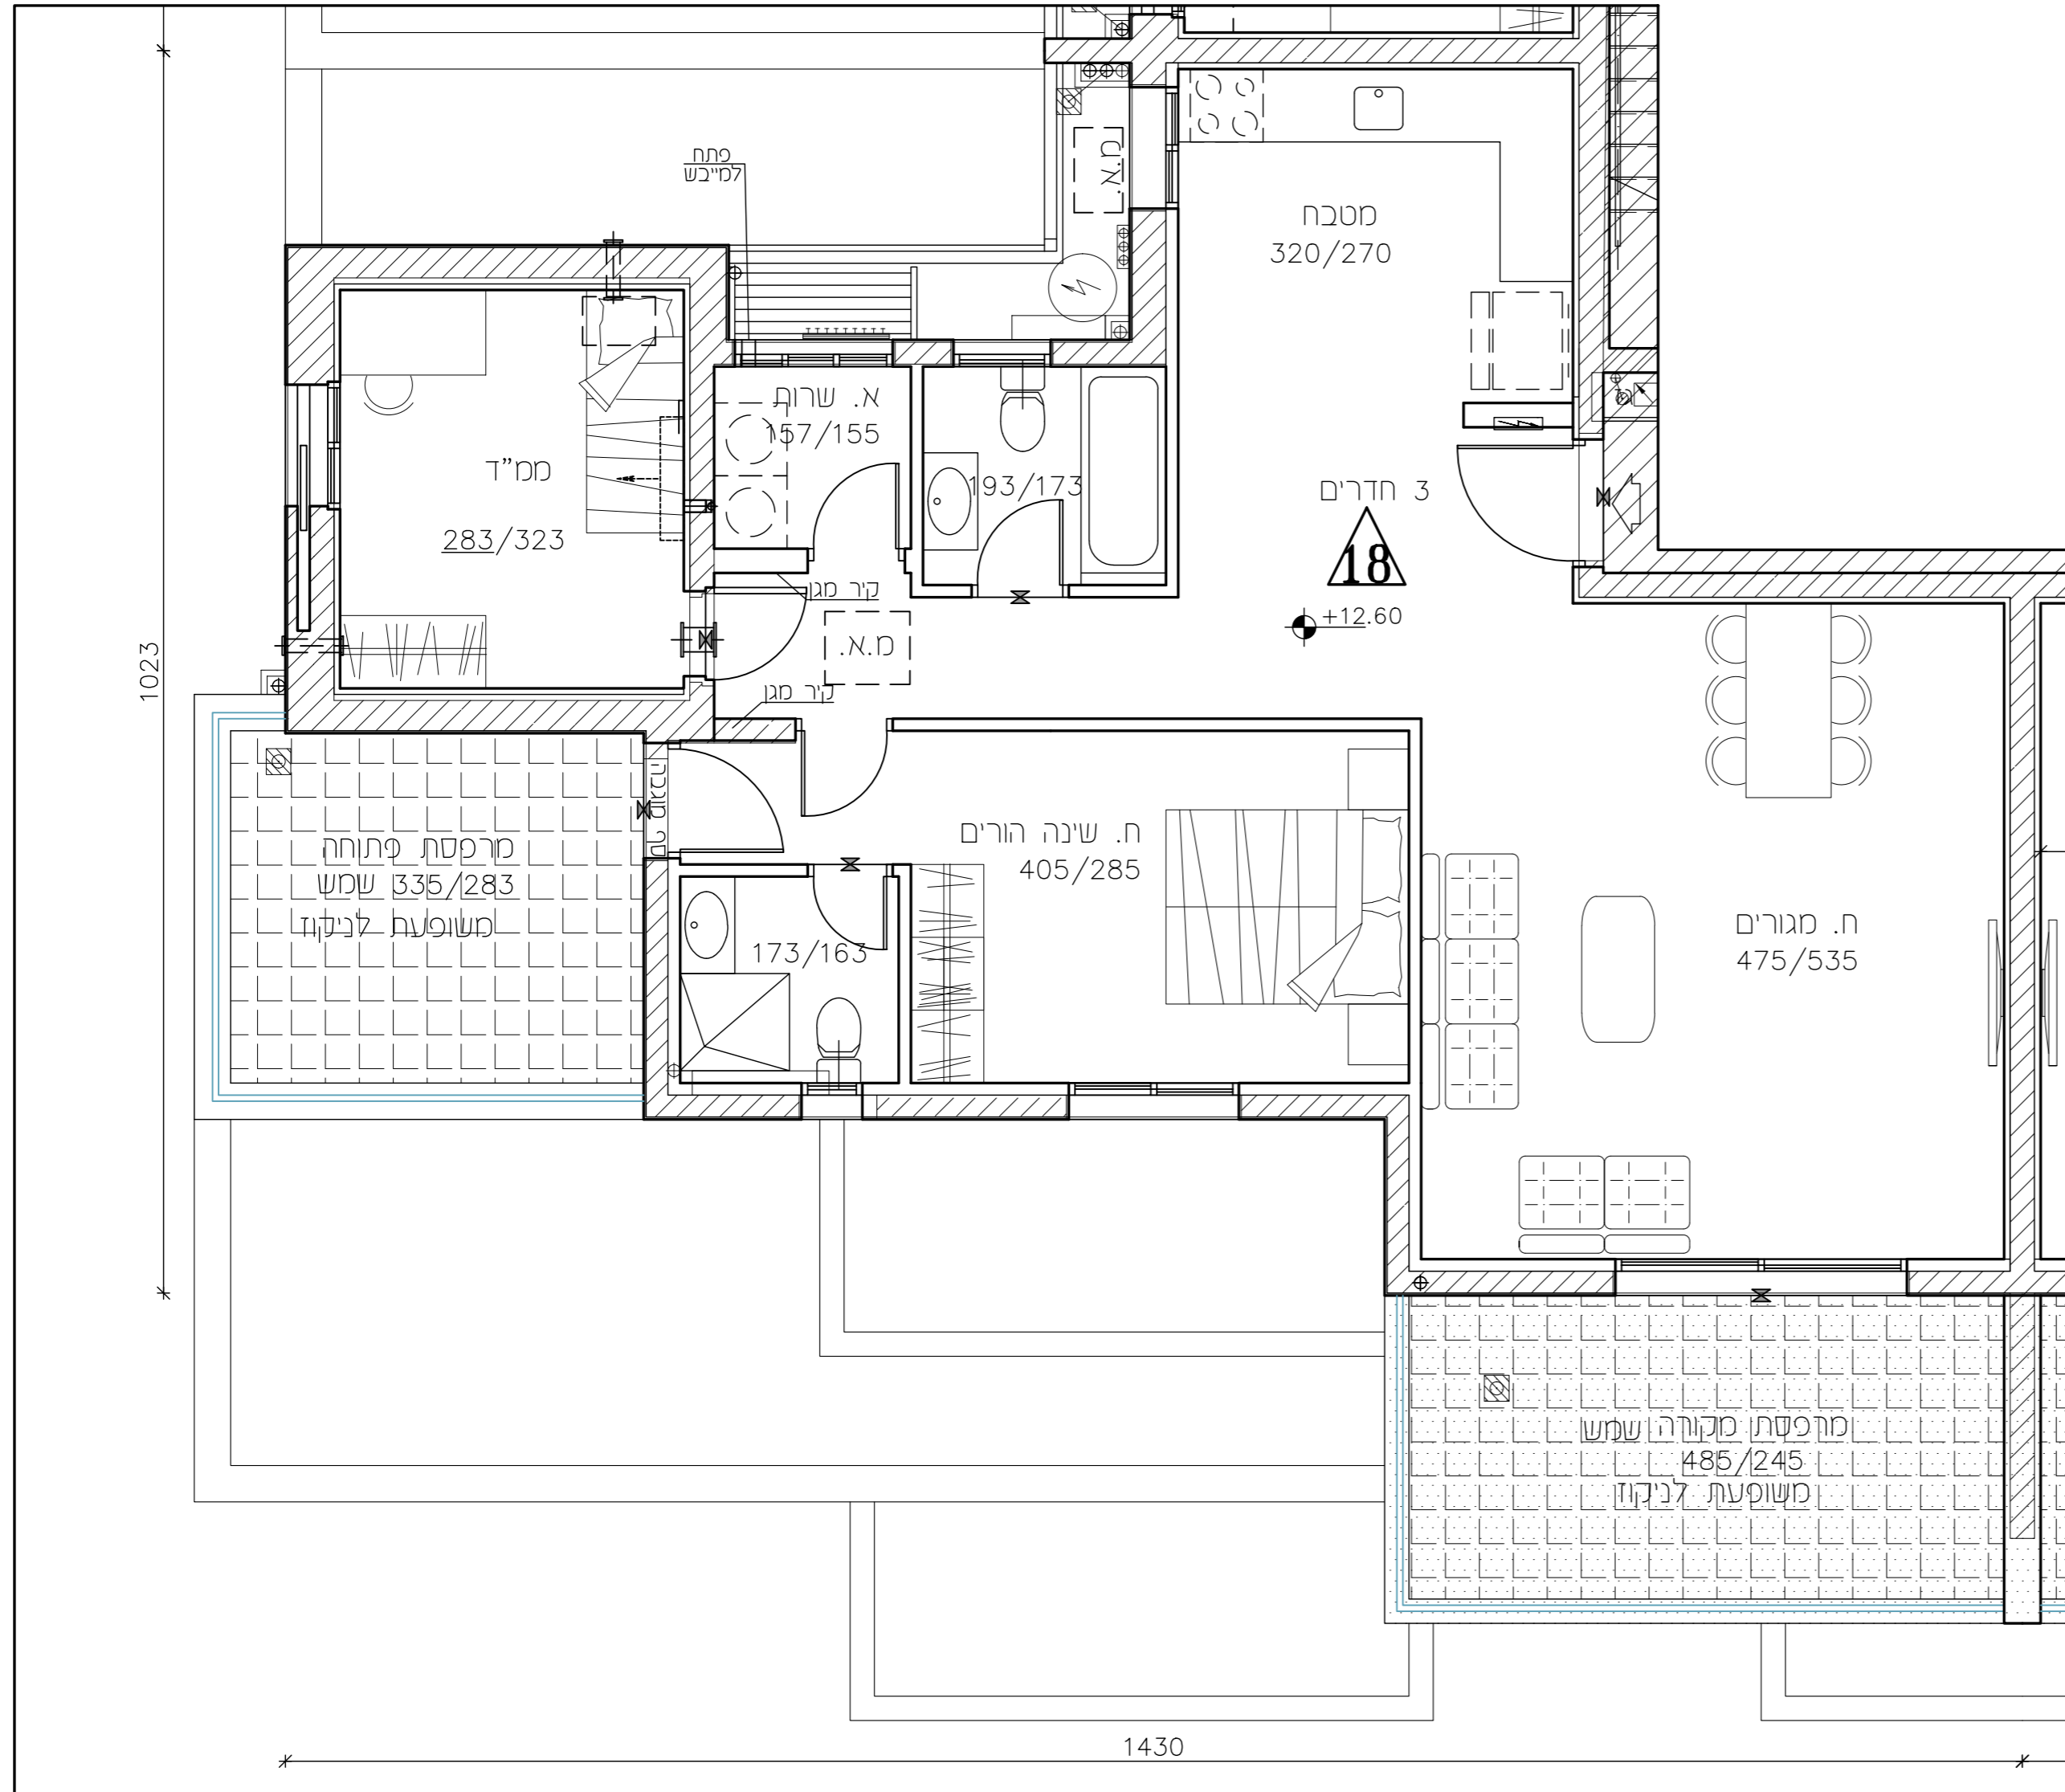 פתח
למייבש
מ.א.
מטבח
320/270
א. שרות
157/155
193/173
ממ"ד
283/323
3 חדרים
18
+12.60
קיר מגן
מ.א.
קיר מגן
1023
מרפסת פתוחה
335/283 שמש
משופעת לניקוז
ח. שינה הורים
405/285
173/163
ח. מגורים
475/535
מרפסת מקורה שמש
485/245
משופעת לניקוז
1430